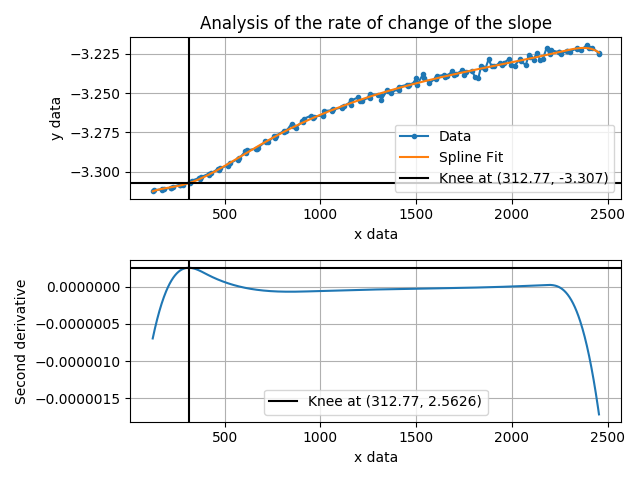 Analysis of the rate of change of the slope
−3.225
−3.250
−3.275
−3.300
y data
Data
Spline Fit
Knee at (312.77, -3.307)
500
1000
1500
2000
2500
x data
0.0000000
−0.0000005
−0.0000010
−0.0000015
Second derivative
Knee at (312.77, 2.5626)
500
1000
1500
2000
2500
x data